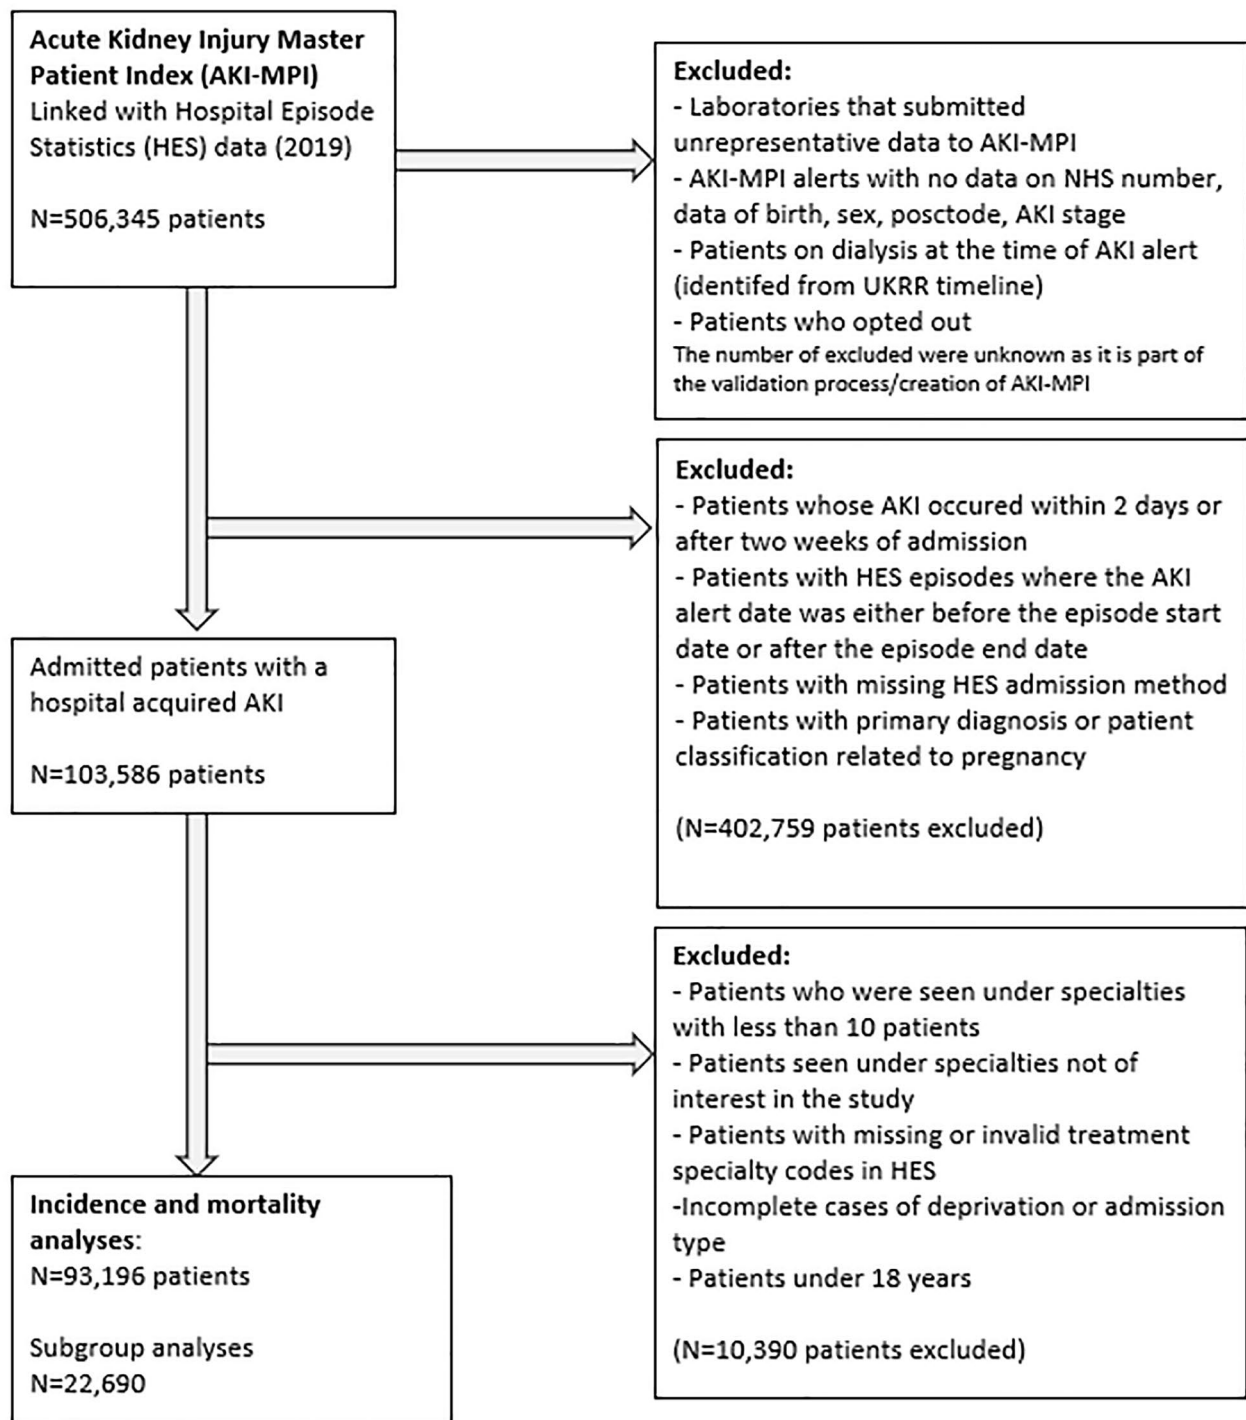 Acute Kidney Injury Master
Patient Index (AKI-MPI)
Linked with Hospital Episode
Statistics (HES) data (2019)
N=506,345 patients
Excluded:
- Laboratories that submitted
unrepresentative data to AKI-MPI
- AKI-MPI alerts with no data on NHS number,
data of birth, sex, posctode, AKI stage
- Patients on dialysis at the time of AKI alert
(identifed from UKRR timeline)
- Patients who opted out
The number of excluded were unknown as it is part of
the validation process/creation of AKI-MPI
Excluded:
- Patients whose AKI occured within 2 days or
after two weeks of admission
- Patients with HES episodes where the AKI
alert date was either before the episode start
date or after the episode end date
- Patients with missing HES admission method
- Patients with primary diagnosis or patient
classification related to pregnancy
(N=402,759 patients excluded)
Admitted patients with a
hospital acquired AKI
N=103,586 patients
Excluded:
- Patients who were seen under specialties
with less than 10 patients
- Patients seen under specialties not of
interest in the study
- Patients with missing or invalid treatment
specialty codes in HES
-Incomplete cases of deprivation or admission
type
- Patients under 18 years
(N=10,390 patients excluded)
Incidence and mortality
analyses:
N=93,196 patients
Subgroup analyses
N=22,690